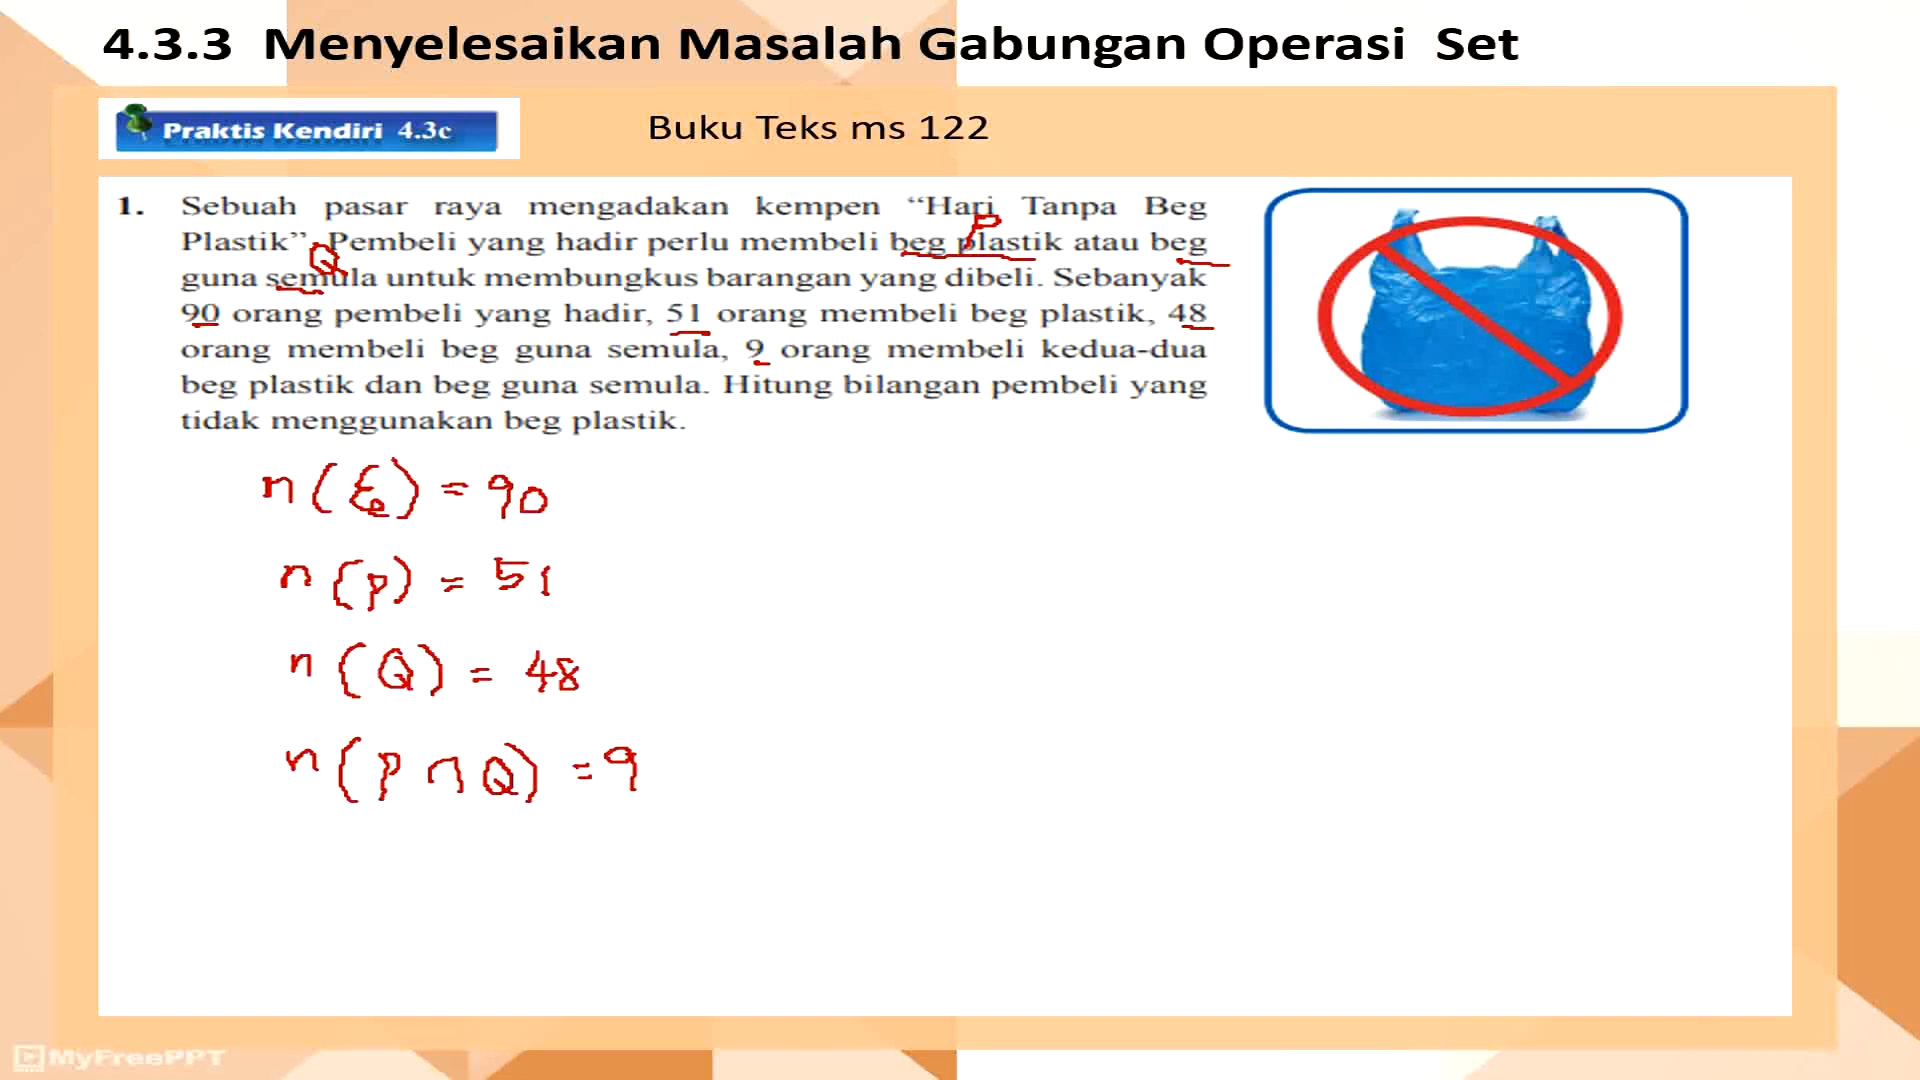 4.3.3 Menyelesaikan Masalah Gabungan Operasi Set
Praktis Kendiri 4.3c
Buku Teks ms 122
1. Sebuah pasar raya mengadakan kempen “Hari Tanpa Beg
Plastik”. Pembeli yang hadir perlu membeli beg plastik atau beg
guna semula untuk membungkus barangan yang dibeli. Sebanyak
90 orang pembeli yang hadir, 51 orang membeli beg plastik, 48
orang membeli beg guna semula, 9 orang membeli kedua-dua
beg plastik dan beg guna semula. Hitung bilangan pembeli yang
tidak menggunakan beg plastik.
P
Q
n(ξ) = 90
n(P) = 51
n(Q) = 48
n(P ∩ Q) = 9
MyFreePPT